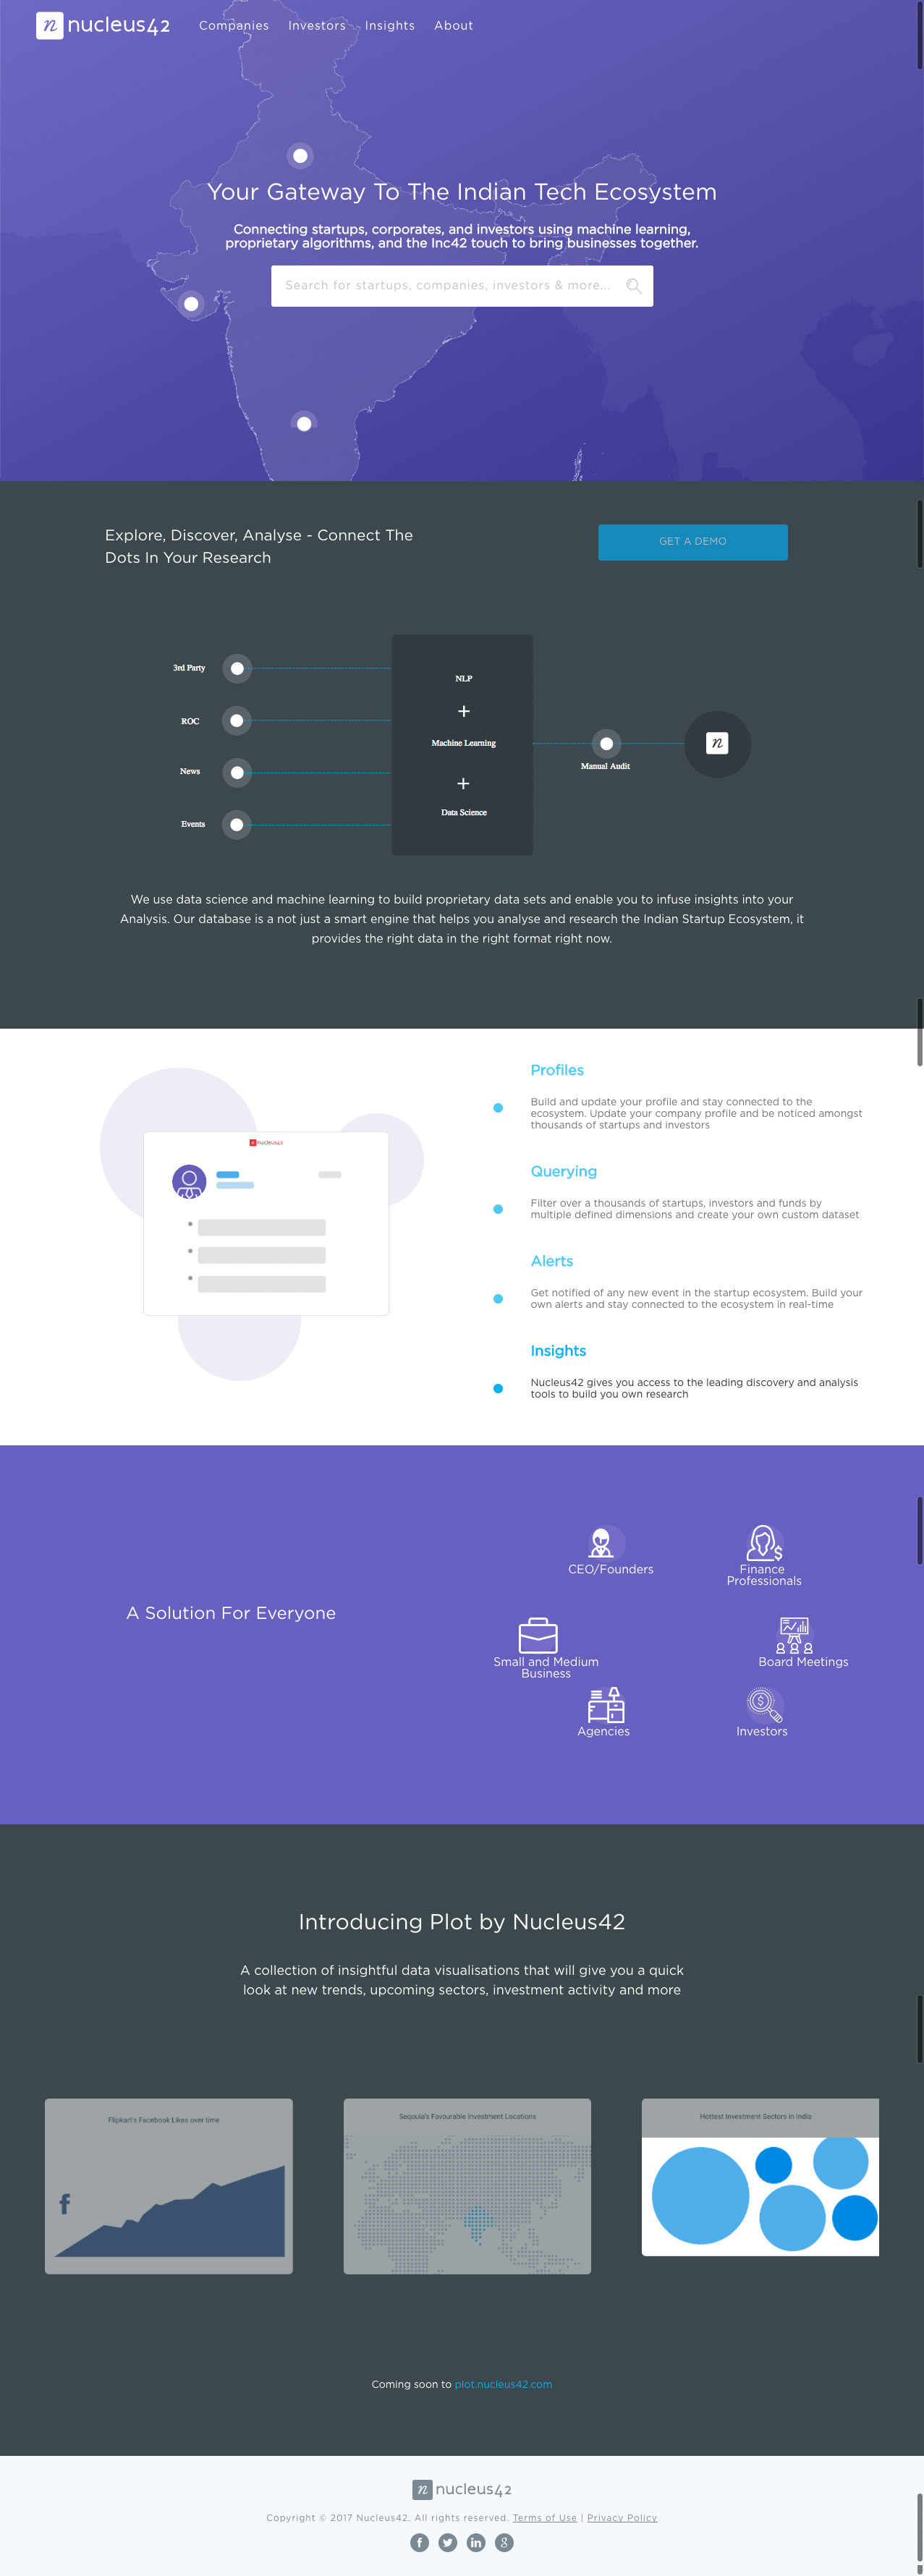 n nucleus42 Companies Investors Insights About
Your Gateway To The Indian Tech Ecosystem
Connecting startups, corporates, and investors using machine learning,
proprietary algorithms, and the Inc42 touch to bring businesses together.
Search for startups, companies, investors & more...
Explore, Discover, Analyse - Connect The
Dots In Your Research
GET A DEMO
3rd Party
ROC
News
Events
NLP
+
Machine Learning
+
Data Science
Manual Audit
n
We use data science and machine learning to build proprietary data sets and enable you to infuse insights into your
Analysis. Our database is a not just a smart engine that helps you analyse and research the Indian Startup Ecosystem, it
provides the right data in the right format right now.
nucleus42
Profiles
Build and update your profile and stay connected to the
ecosystem. Update your company profile and be noticed amongst
thousands of startups and investors
Querying
Filter over a thousands of startups, investors and funds by
multiple defined dimensions and create your own custom dataset
Alerts
Get notified of any new event in the startup ecosystem. Build your
own alerts and stay connected to the ecosystem in real-time
Insights
Nucleus42 gives you access to the leading discovery and analysis
tools to build you own research
A Solution For Everyone
CEO/Founders
Finance
Professionals
Small and Medium
Business
Board Meetings
Agencies
Investors
Introducing Plot by Nucleus42
A collection of insightful data visualisations that will give you a quick
look at new trends, upcoming sectors, investment activity and more
Flipkart's Facebook Likes over time
f
Seqouia's Favourable Investment Locations
Hottest Investment Sectors in India
Coming soon to plot.nucleus42.com
n nucleus42
Copyright © 2017 Nucleus42. All rights reserved. Terms of Use | Privacy Policy